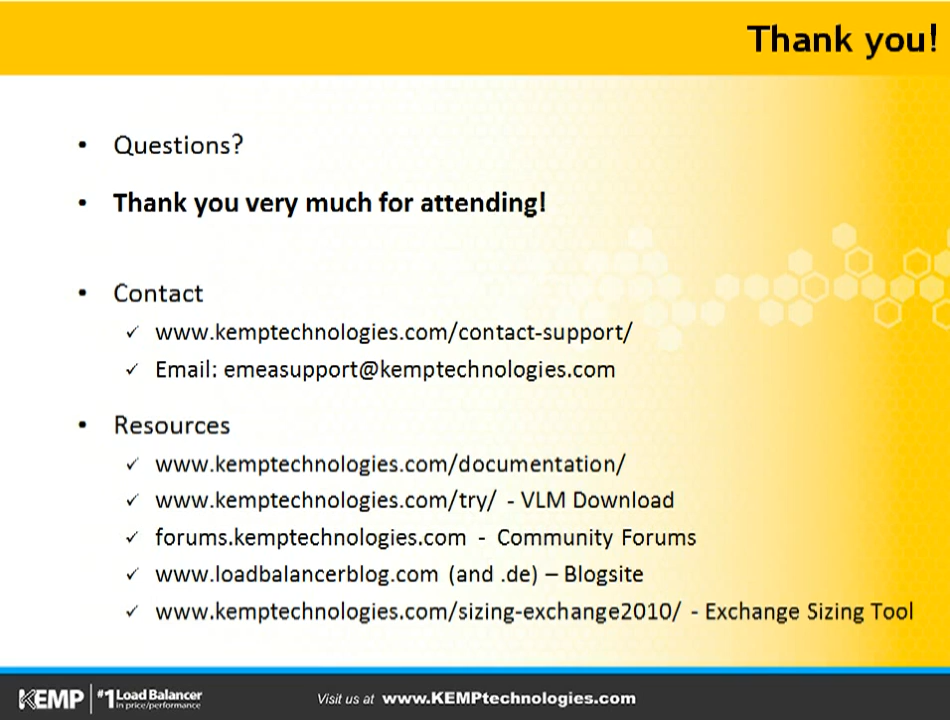 Thank you!
• Questions?
• Thank you very much for attending!
• Contact
✓ www.kemptechnologies.com/contact-support/
✓ Email: emeasupport@kemptechnologies.com
• Resources
✓ www.kemptechnologies.com/documentation/
✓ www.kemptechnologies.com/try/ - VLM Download
✓ forums.kemptechnologies.com - Community Forums
✓ www.loadbalancerblog.com (and .de) – Blogsite
✓ www.kemptechnologies.com/sizing-exchange2010/ - Exchange Sizing Tool
KEMP #1 Load Balancer
in price/performance
Visit us at www.KEMPtechnologies.com